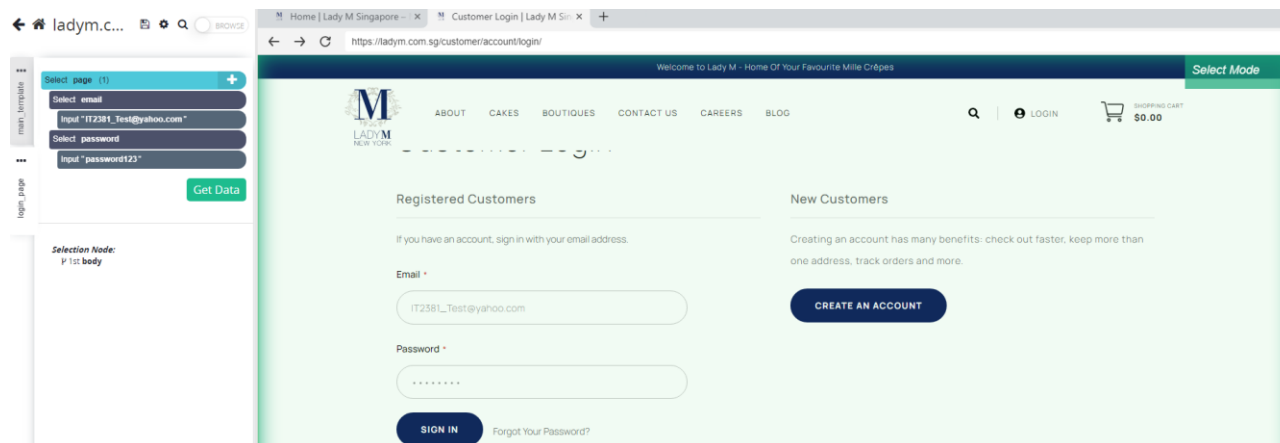 ladym.c...
BROWSE
Home | Lady M Singapore –
Customer Login | Lady M Sin
https://ladym.com.sg/customer/account/login/
main_template
login_page
Select page (1)
Select email
Input "IT2381_Test@yahoo.com"
Select password
Input "password123"
Get Data
Selection Node:
1st body
Welcome to Lady M - Home Of Your Favourite Mille Crêpes
Select Mode
M
LADY M
NEW YORK
ABOUT CAKES BOUTIQUES CONTACT US CAREERS BLOG
LOGIN
SHOPPING CART
$0.00
Customer Login
Registered Customers
If you have an account, sign in with your email address.
Email *
IT2381_Test@yahoo.com
Password *
SIGN IN
Forgot Your Password?
New Customers
Creating an account has many benefits: check out faster, keep more than
one address, track orders and more.
CREATE AN ACCOUNT